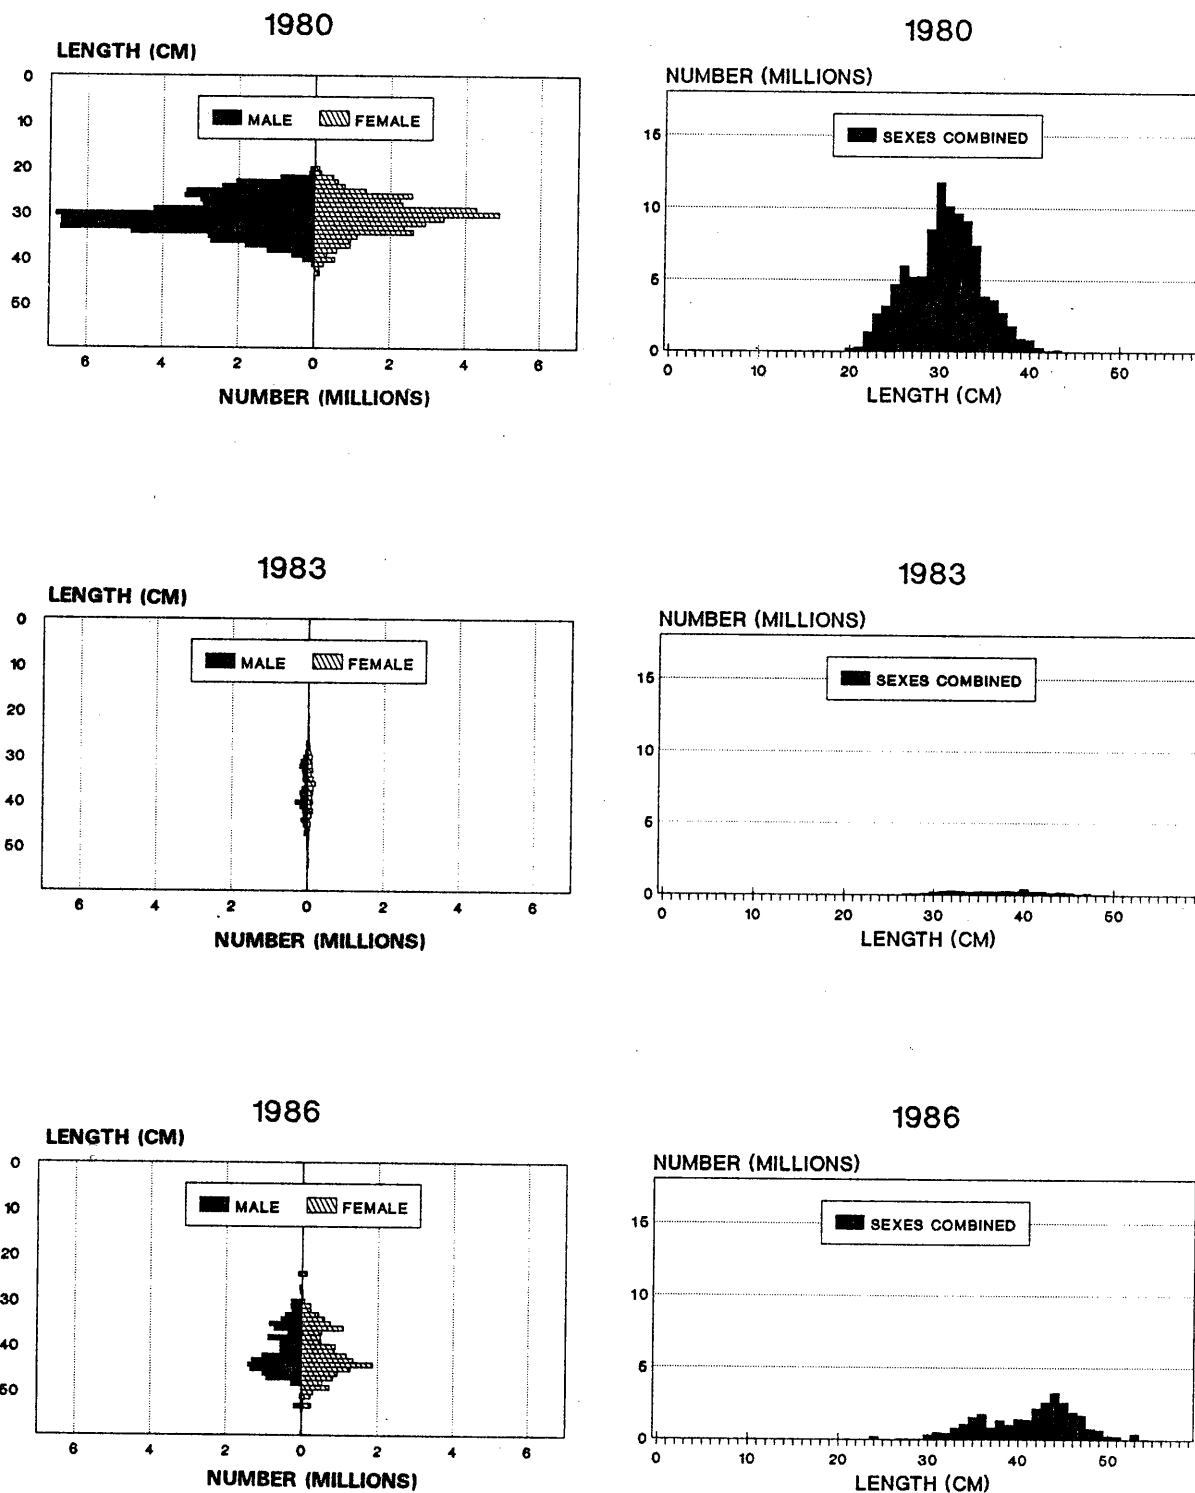 1980
LENGTH (CM)
MALE FEMALE
0
10
20
30
40
50
6 4 2 0 2 4 6
NUMBER (MILLIONS)
1980
NUMBER (MILLIONS)
SEXES COMBINED
15
10
5
0
0 10 20 30 40 50
LENGTH (CM)
1983
LENGTH (CM)
MALE FEMALE
0
10
20
30
40
50
6 4 2 0 2 4 6
NUMBER (MILLIONS)
1983
NUMBER (MILLIONS)
SEXES COMBINED
15
10
5
0
0 10 20 30 40 50
LENGTH (CM)
1986
LENGTH (CM)
MALE FEMALE
0
10
20
30
40
50
6 4 2 0 2 4 6
NUMBER (MILLIONS)
1986
NUMBER (MILLIONS)
SEXES COMBINED
15
10
5
0
0 10 20 30 40 50
LENGTH (CM)